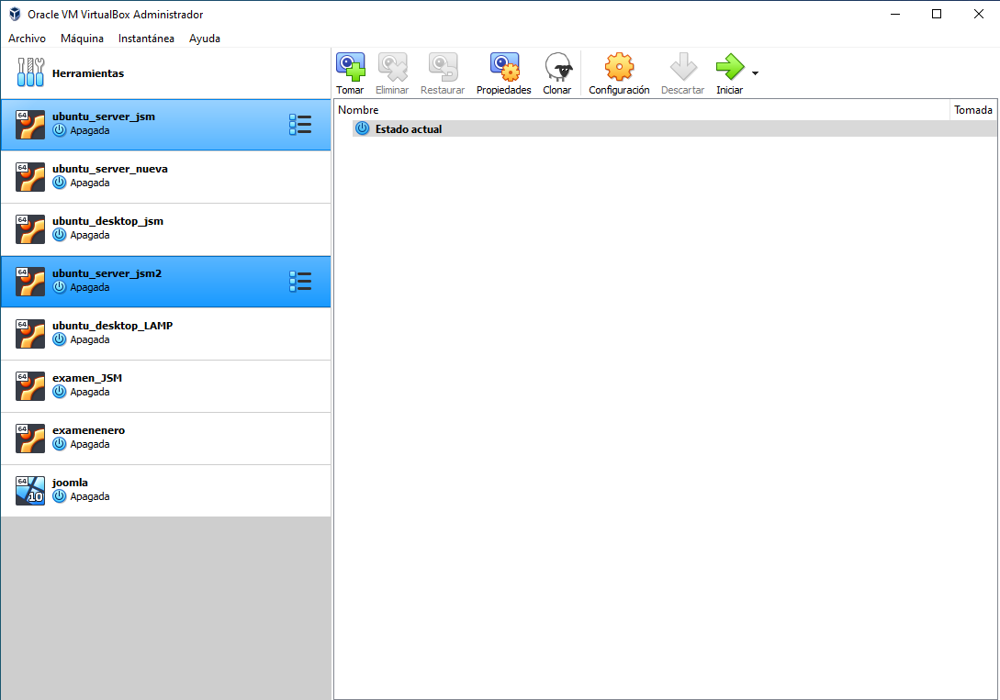 Oracle VM VirtualBox Administrador
Archivo Máquina Instantánea Ayuda
Herramientas
Tomar Eliminar Restaurar Propiedades Clonar Configuración Descartar Iniciar
Nombre Tomada
Estado actual
64 ubuntu_server_jsm
Apagada
64 ubuntu_server_nueva
Apagada
64 ubuntu_desktop_jsm
Apagada
64 ubuntu_server_jsm2
Apagada
64 ubuntu_desktop_LAMP
Apagada
64 examen_JSM
Apagada
64 examenenero
Apagada
64 joomla
10 Apagada